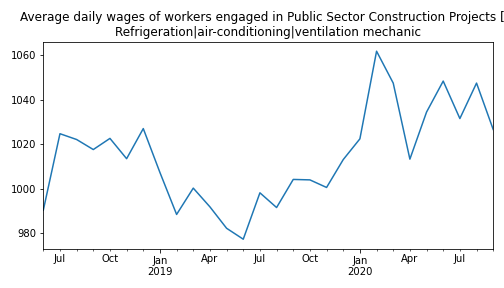 Average daily wages of workers engaged in Public Sector Construction Projects [
Refrigeration|air-conditioning|ventilation mechanic
1060
1040
1020
1000
980
Jul
Oct
Jan
2019
Apr
Jul
Oct
Jan
2020
Apr
Jul